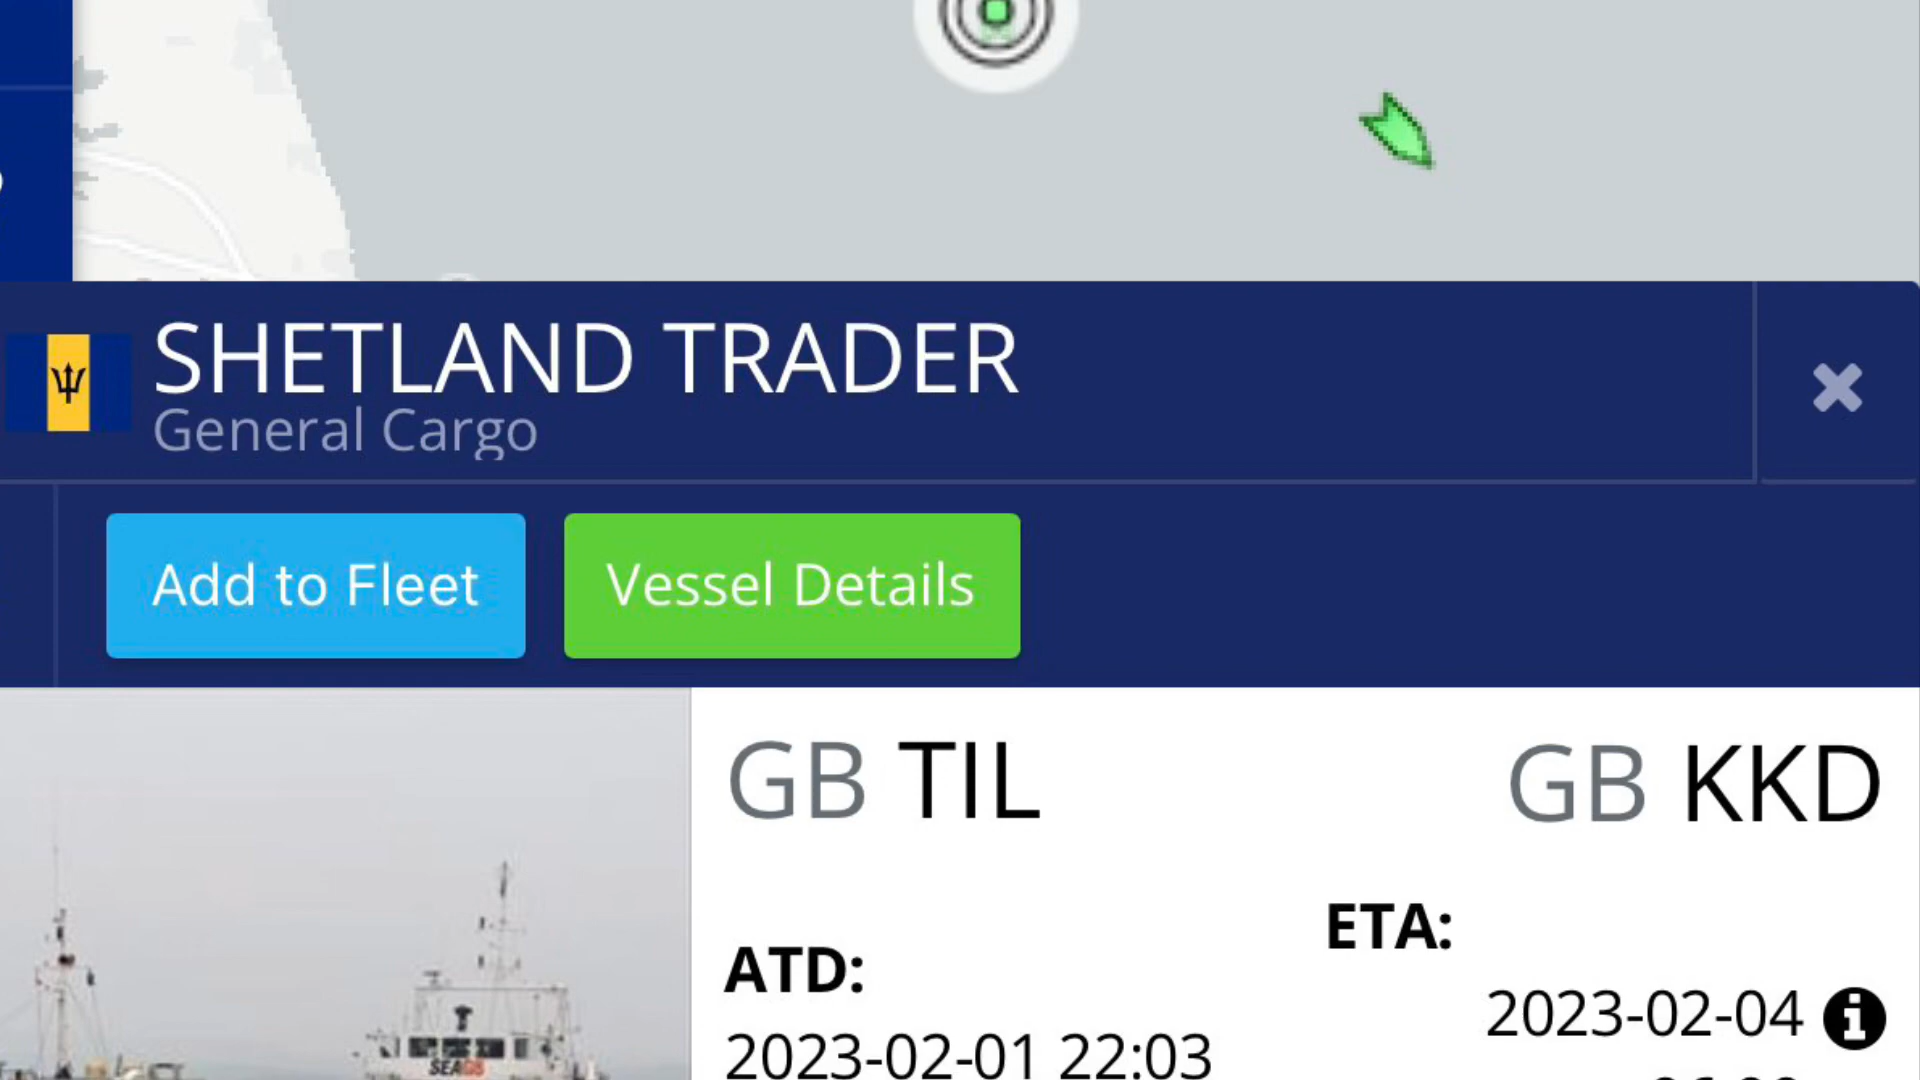 SHETLAND TRADER
General Cargo
Add to Fleet
Vessel Details
GB TIL
GB KKD
ETA:
ATD:
2023-02-04
2023-02-01 22:03